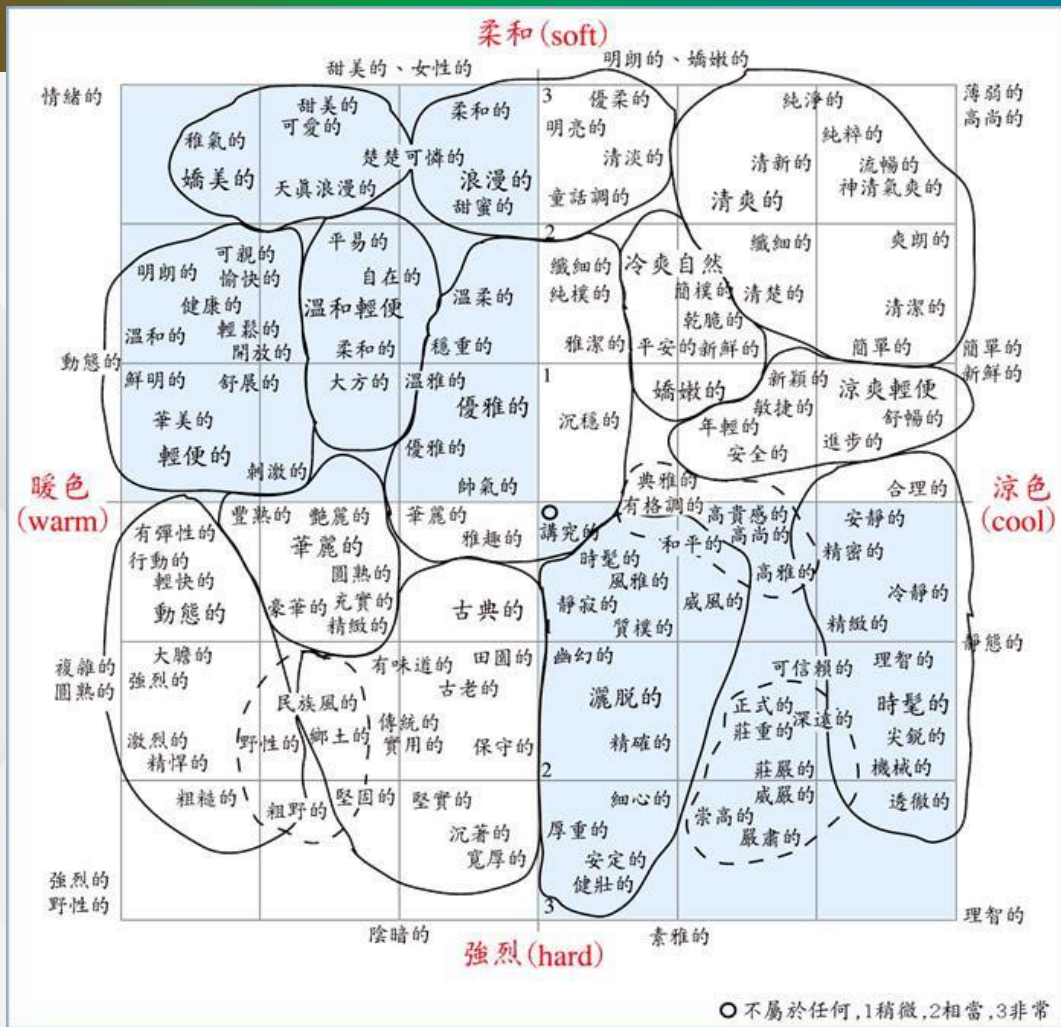 柔和(soft)
甜美的、女性的
明朗的、嬌嫩的
情緒的
薄弱的
高尚的
3
甜美的
可愛的
稚氣的
嬌美的
天真浪漫的
楚楚可憐的
柔和的
浪漫的
甜蜜的
優柔的
明亮的
清淡的
童話調的
純淨的
純粹的
清新的
流暢的
神清氣爽的
清爽的
2
可親的
明朗的
愉快的
健康的
溫和的
輕鬆的
開放的
平易的
自在的
溫和輕便
柔和的
溫柔的
穩重的
纖細的
純樸的
雅潔的
冷爽自然
簡樸的
乾脆的
平安的
新鮮的
纖細的
清楚的
爽朗的
清潔的
簡單的
動態的
簡單的
新鮮的
1
鮮明的
舒展的
華美的
輕便的
刺激的
大方的
溫雅的
優雅的
優雅的
帥氣的
沉穩的
嬌嫩的
新穎的
敏捷的
年輕的
安全的
涼爽輕便
舒暢的
進步的
典雅的
有格調的
合理的
暖色
(warm)
涼色
(cool)
有彈性的
行動的
輕快的
動態的
豐熟的
艷麗的
華麗的
圓熟的
豪華的
充實的
精緻的
華麗的
雅趣的
古典的
講究的
時髦的
風雅的
靜寂的
質樸的
和平的
威風的
高貴感的
高尚的
高雅的
安靜的
精密的
冷靜的
精緻的
1
靜態的
複雜的
圓熟的
大膽的
強烈的
激烈的
精悍的
民族風的
野性的
鄉土的
有味道的
田園的
古老的
傳統的
實用的
保守的
幽幻的
灑脫的
精確的
可信賴的
正式的
莊重的
深遠的
莊嚴的
理智的
時髦的
尖銳的
機械的
2
粗糙的
粗野的
堅固的
堅實的
沉著的
寬厚的
細心的
厚重的
安定的
健壯的
威嚴的
崇高的
嚴肅的
透徹的
強烈的
野性的
3
理智的
陰暗的
素雅的
強烈(hard)
○不屬於任何,1稍微,2相當,3非常